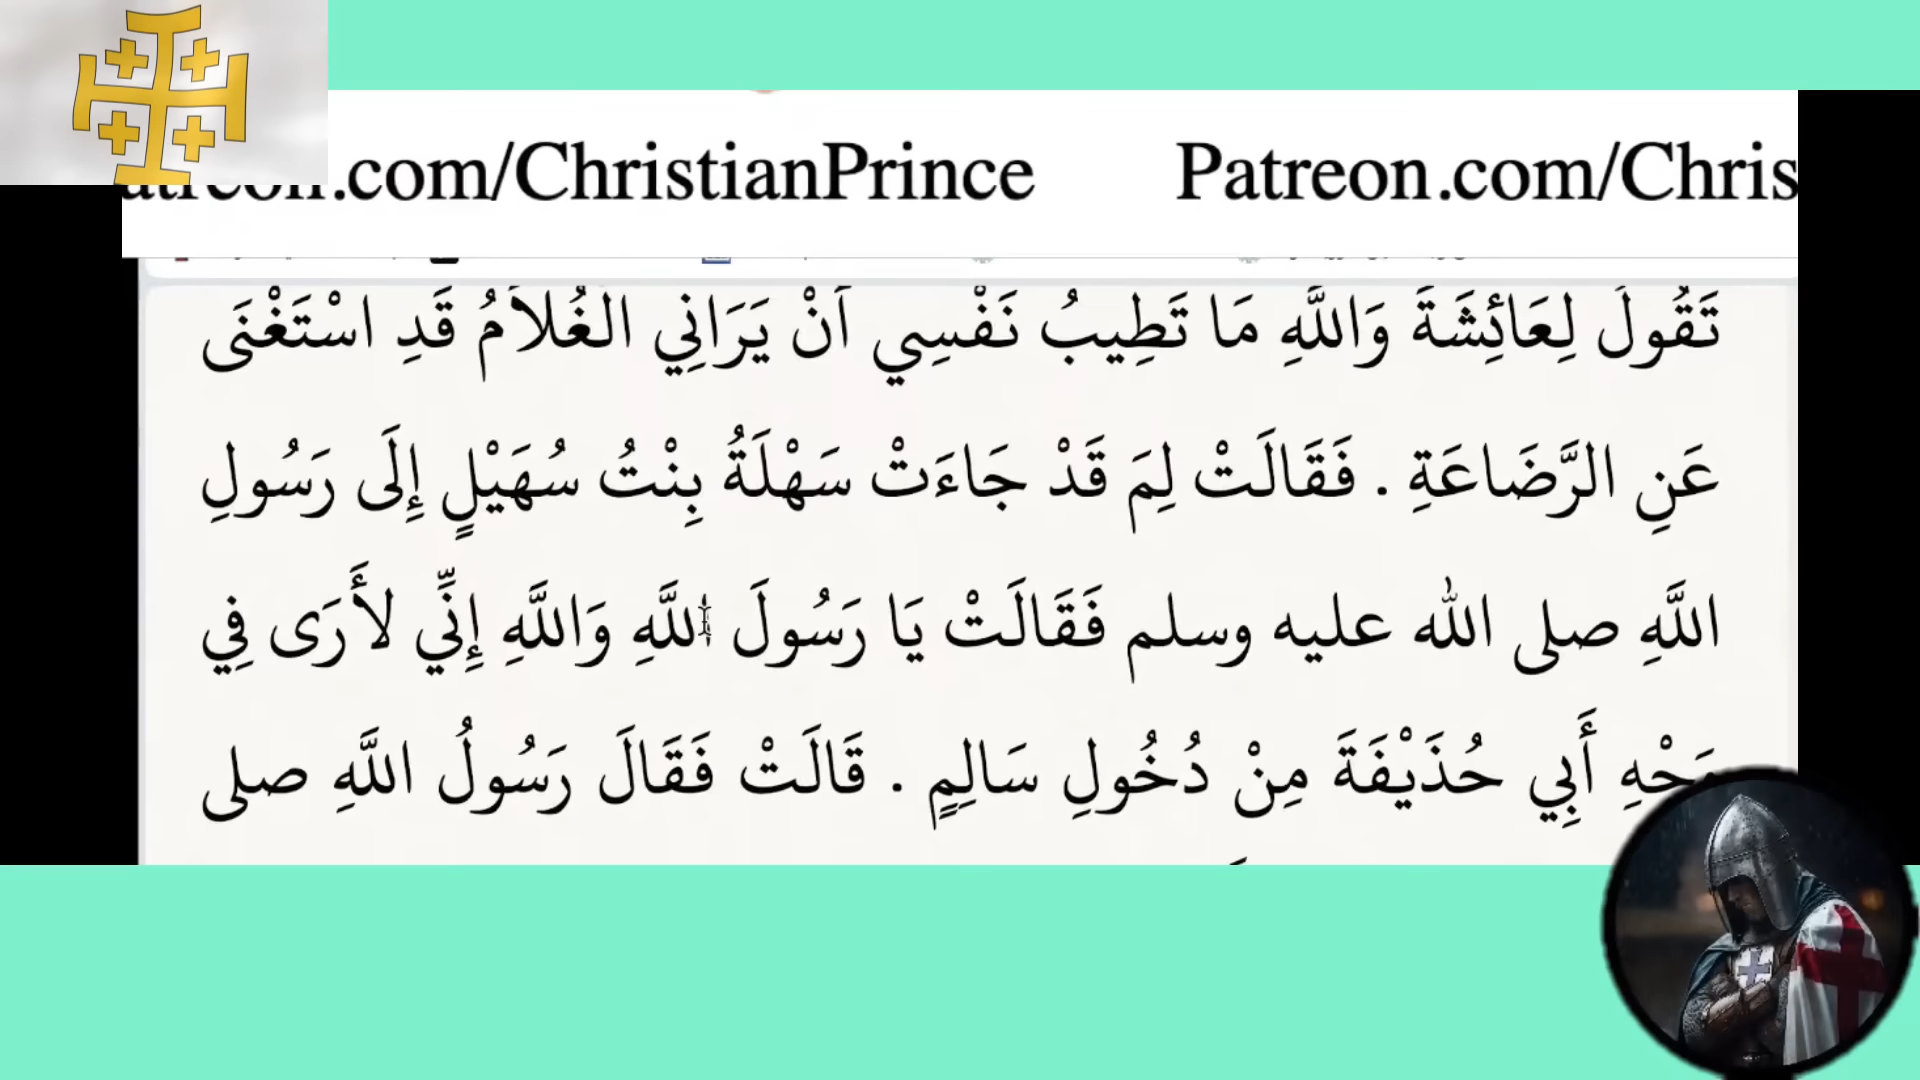 .com/ChristianPrince Patreon.com/Chris
تَقُولُ لِعَائِشَةَ وَاللَّهِ مَا تَطِيبُ نَفْسِي أَنْ يَرَانِي الْغُلاَمُ قَدِ اسْتَغْنَى
عَنِ الرَّضَاعَةِ . فَقَالَتْ لِمَ قَدْ جَاءَتْ سَهْلَةُ بِنْتُ سُهَيْلٍ إِلَى رَسُولِ
اللَّهِ صلى الله عليه وسلم فَقَالَتْ يَا رَسُولَ اللَّهِ وَاللَّهِ إِنِّي لأَرَى فِي
وَجْهِ أَبِي حُذَيْفَةَ مِنْ دُخُولِ سَالِمٍ . قَالَتْ فَقَالَ رَسُولُ اللَّهِ صلى